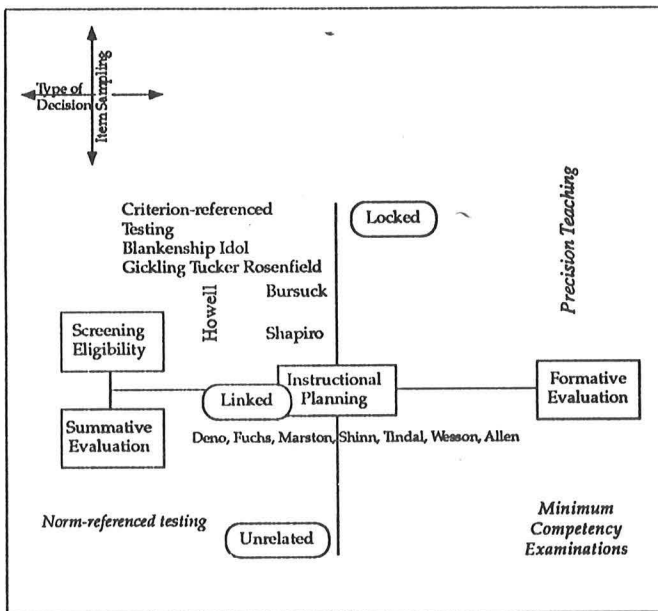 Type of
Decision
Item Sampling
Criterion-referenced
Testing
Blankenship Idol
Gickling Tucker Rosenfield
Locked
Precision Teaching
Howell
Bursuck
Shapiro
Screening
Eligibility
Linked
Instructional
Planning
Formative
Evaluation
Summative
Evaluation
Deno, Fuchs, Marston, Shinn, Tindal, Wesson, Allen
Norm-referenced testing
Unrelated
Minimum
Competency
Examinations